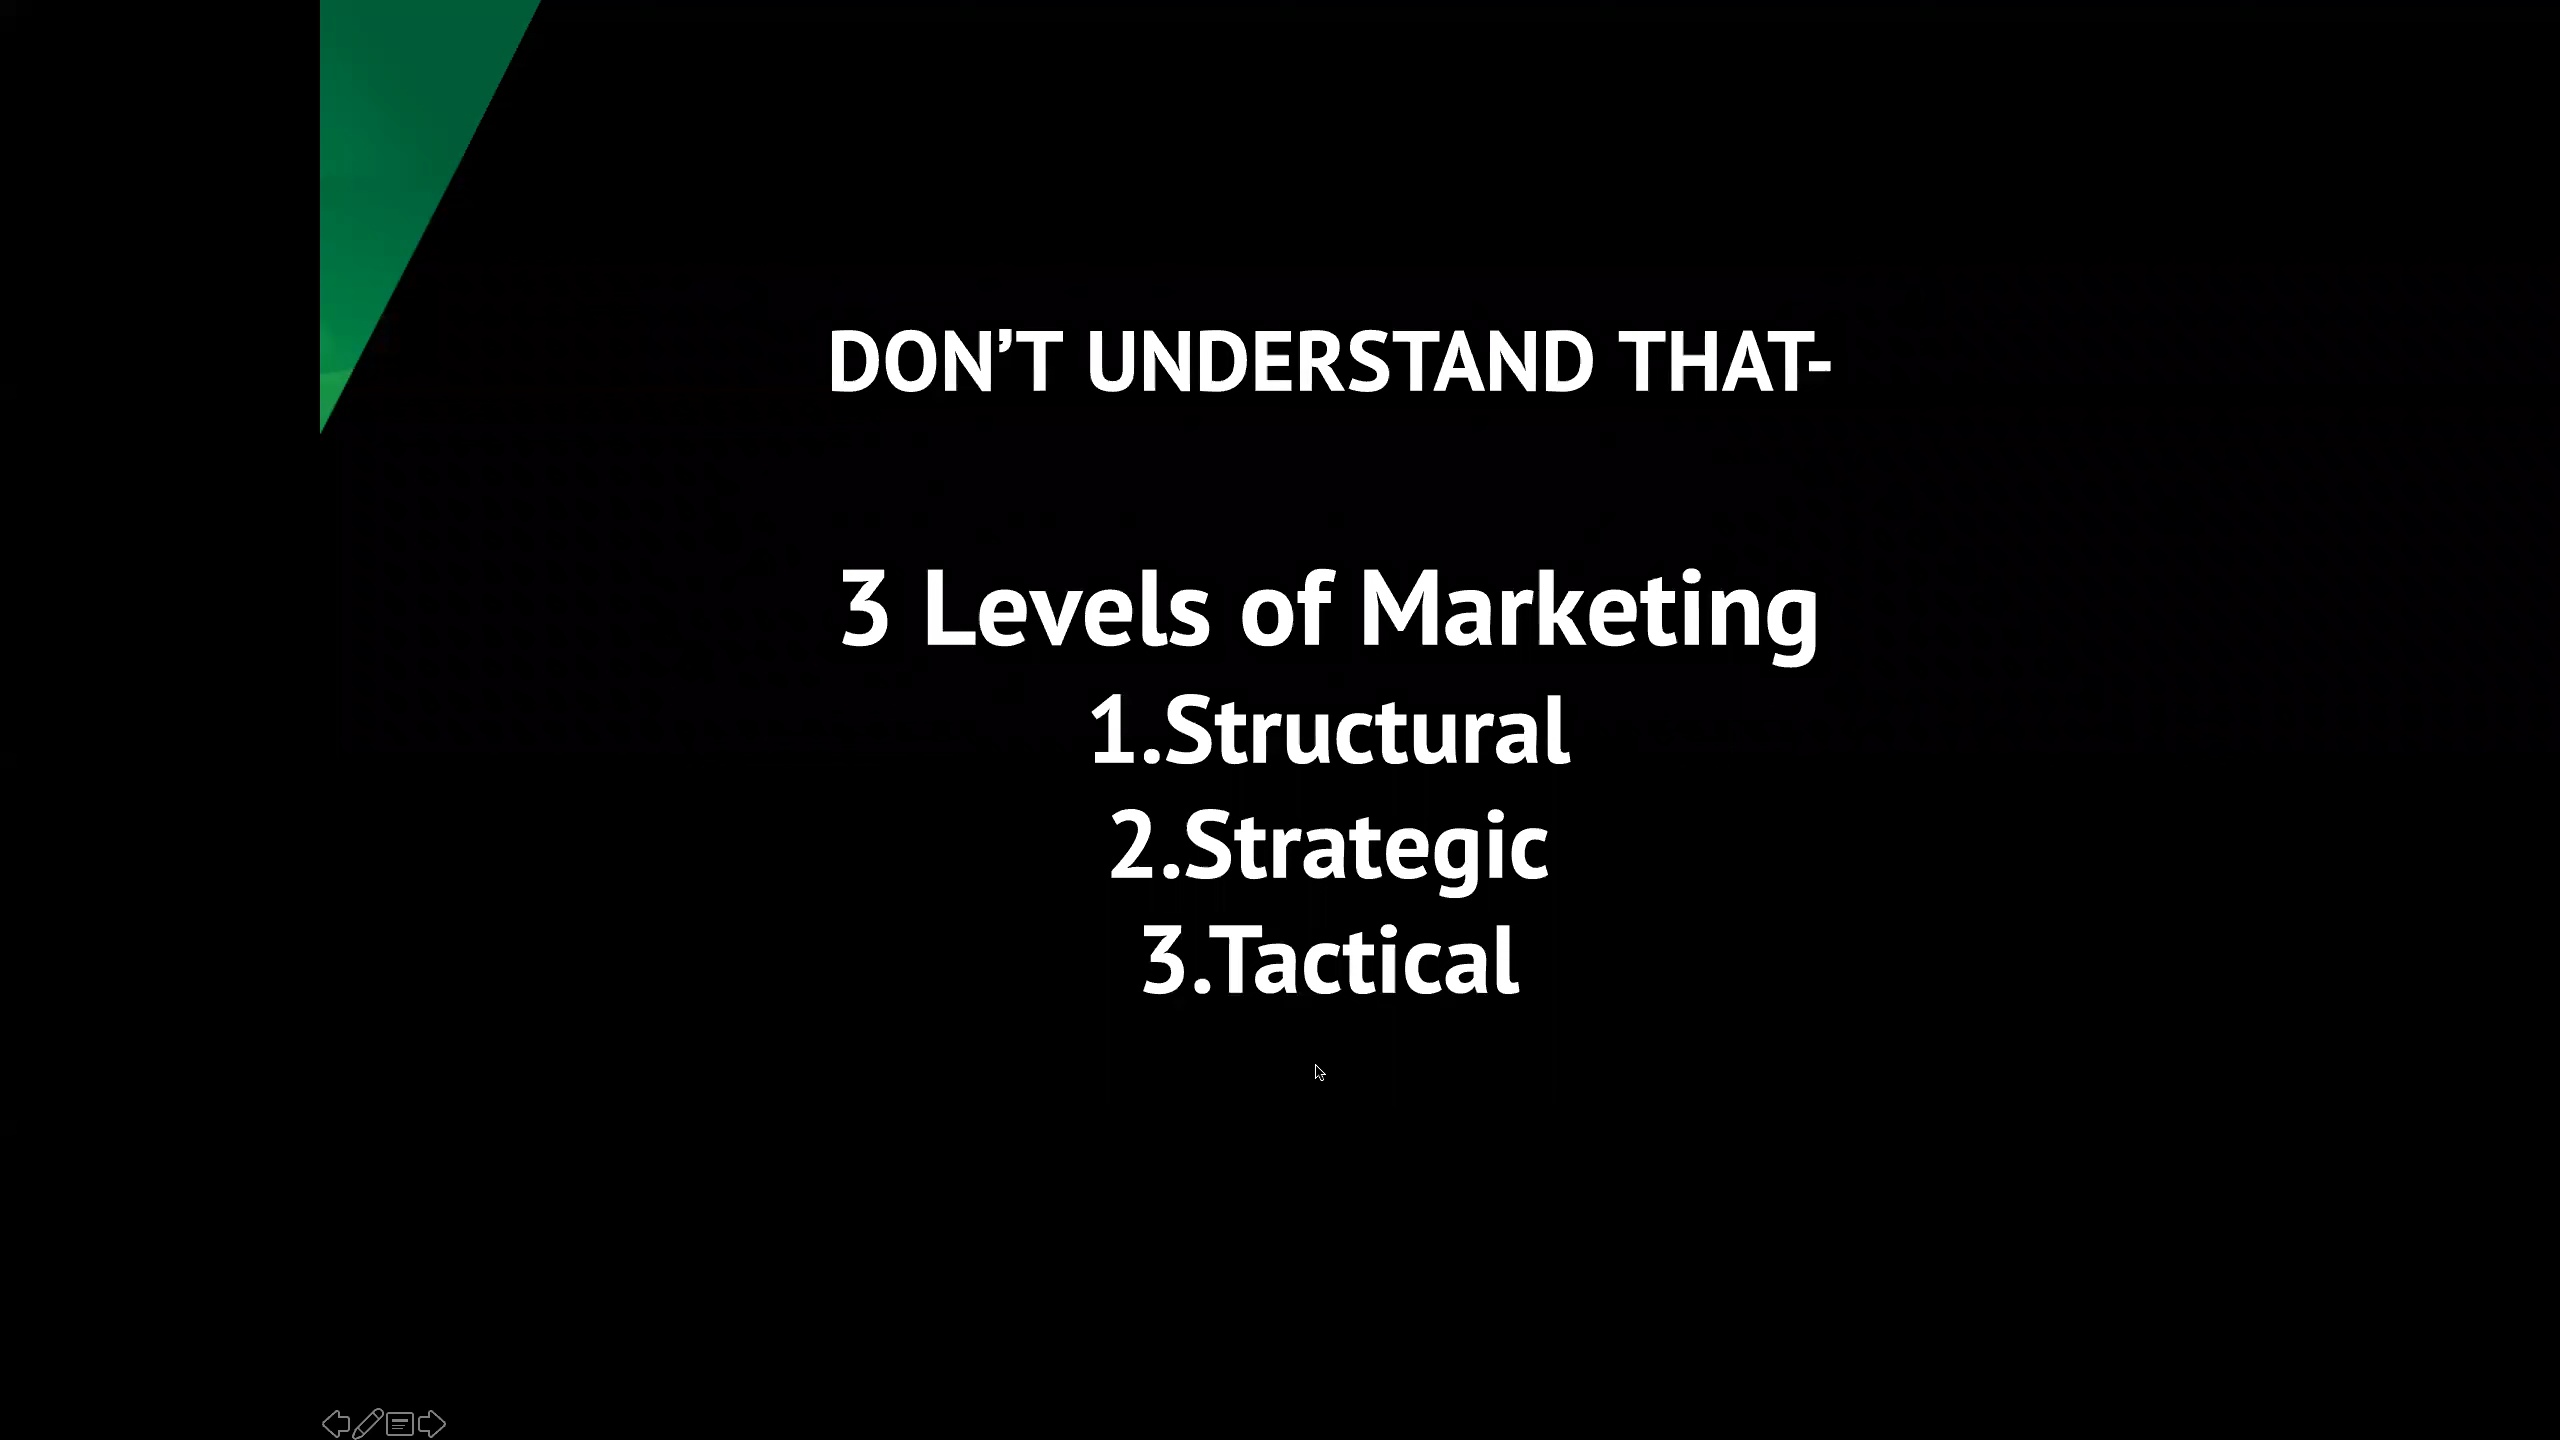 DON’T UNDERSTAND THAT-
3 Levels of Marketing
1.Structural
2.Strategic
3.Tactical